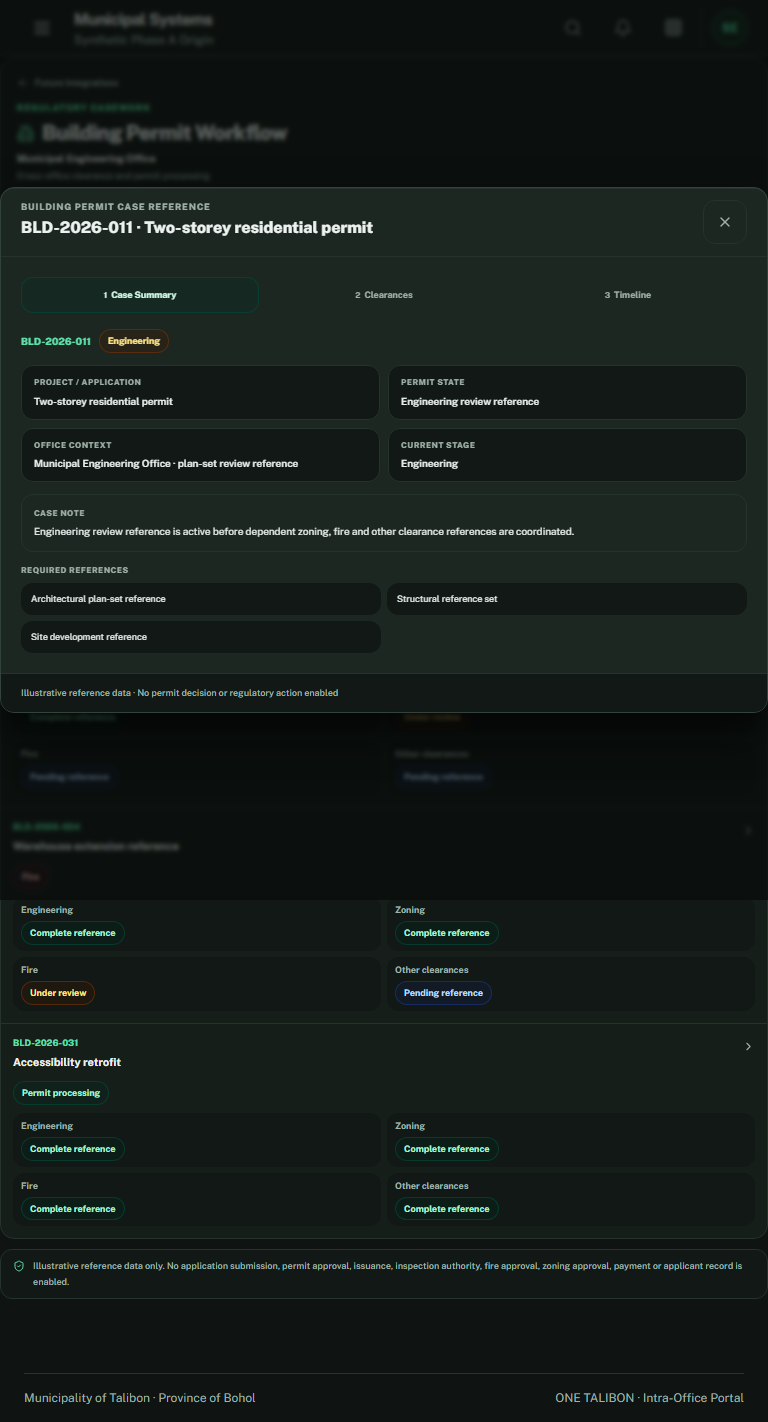 Municipal Systems
Synthetic Phase A Origin
Future Integrations
REGULATORY CASEWORK
Building Permit Workflow
Municipal Engineering Office
BUILDING PERMIT CASE REFERENCE
BLD-2026-011 · Two-storey residential permit
1 Case Summary
2 Clearances
3 Timeline
BLD-2026-011 Engineering
PROJECT / APPLICATION
Two-storey residential permit
PERMIT STATE
Engineering review reference
OFFICE CONTEXT
Municipal Engineering Office · plan-set review reference
CURRENT STAGE
Engineering
CASE NOTE
Engineering review reference is active before dependent zoning, fire and other clearance references are coordinated.
REQUIRED REFERENCES
Architectural plan-set reference
Structural reference set
Site development reference
Illustrative reference data · No permit decision or regulatory action enabled
Complete reference
Under review
Fire
Other clearances
Pending reference
Pending reference
Warehouse extension reference
Fire
Engineering
Complete reference
Zoning
Complete reference
Fire
Under review
Other clearances
Pending reference
BLD-2026-031
Accessibility retrofit
Permit processing
Engineering
Complete reference
Zoning
Complete reference
Fire
Complete reference
Other clearances
Complete reference
Illustrative reference data only. No application submission, permit approval, issuance, inspection authority, fire approval, zoning approval, payment or applicant record is
enabled.
Municipality of Talibon · Province of Bohol
ONE TALIBON · Intra-Office Portal